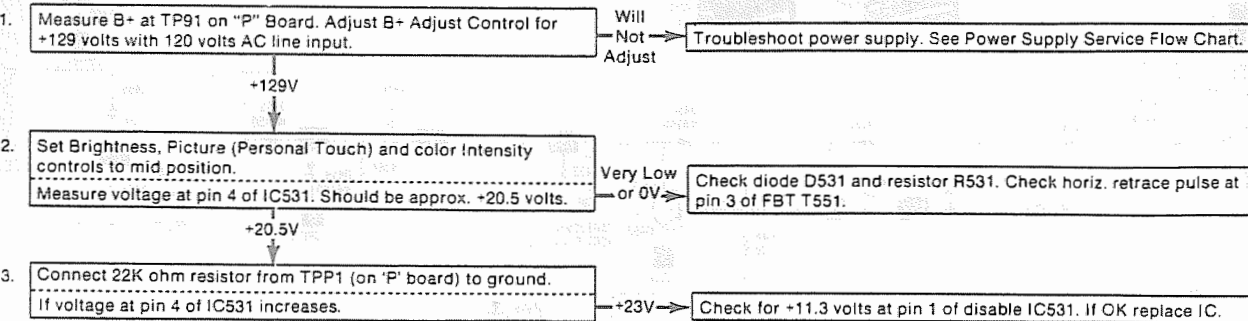 1. Measure B+ at TP91 on “P” Board. Adjust B+ Adjust Control for
+129 volts with 120 volts AC line input.
Will
Not
Adjust
Troubleshoot power supply. See Power Supply Service Flow Chart.
+129V
2. Set Brightness, Picture (Personal Touch) and color Intensity
controls to mid position.
Measure voltage at pin 4 of IC531. Should be approx. +20.5 volts.
Very Low
or 0V
Check diode D531 and resistor R531. Check horiz. retrace pulse at
pin 3 of FBT T551.
+20.5V
3. Connect 22K ohm resistor from TPP1 (on 'P' board) to ground.
If voltage at pin 4 of IC531 increases.
+23V
Check for +11.3 volts at pin 1 of disable IC531. If OK replace IC.